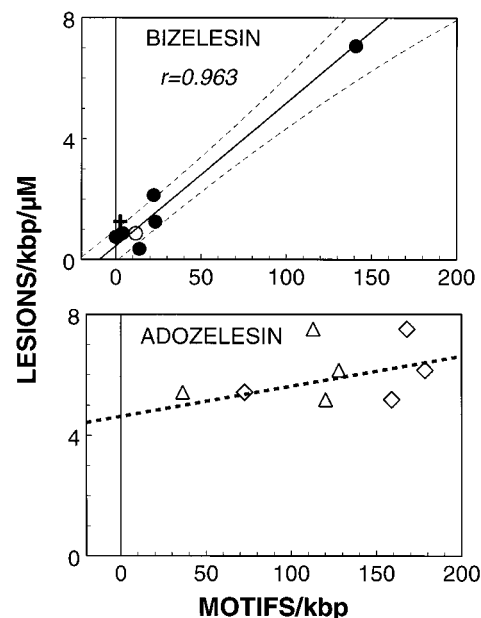 LESIONS/kbp/µM
8
BIZELESIN
r=0.963
4
0
0 50 100 150 200
8
ADOZELESIN
4
0
0 50 100 150 200
MOTIFS/kbp